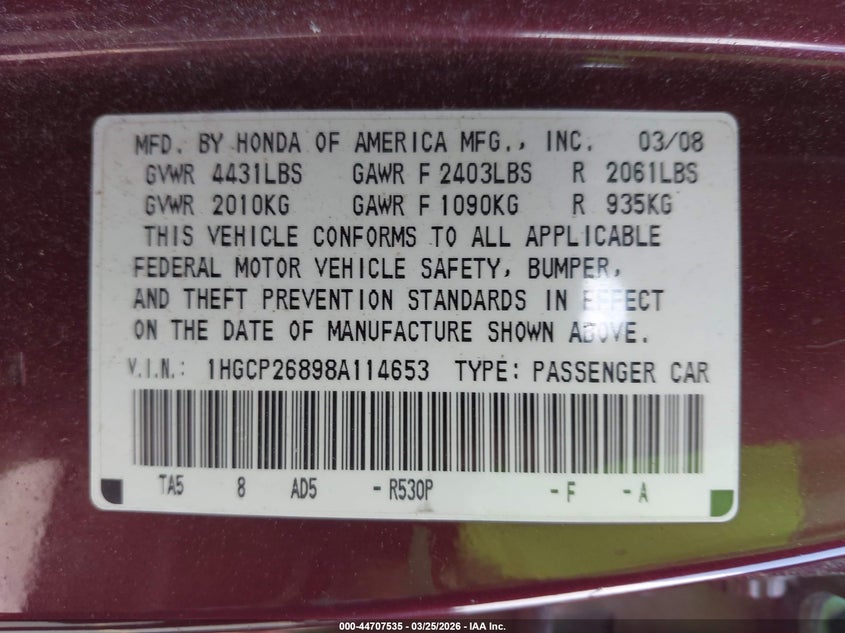 MFD. BY HONDA OF AMERICA MFG., INC. 03/08
GVWR 4431LBS GAWR F 2403LBS R 2061LBS
GVWR 2010KG GAWR F 1090KG R 935KG
THIS VEHICLE CONFORMS TO ALL APPLICABLE
FEDERAL MOTOR VEHICLE SAFETY, BUMPER,
AND THEFT PREVENTION STANDARDS IN EFFECT
ON THE DATE OF MANUFACTURE SHOWN ABOVE.
V.I.N.: 1HGCP26898A114653 TYPE: PASSENGER CAR
TA5 8 AD5 -R530P -F -A
000-44707535 - 03/25/2026 - IAA Inc.